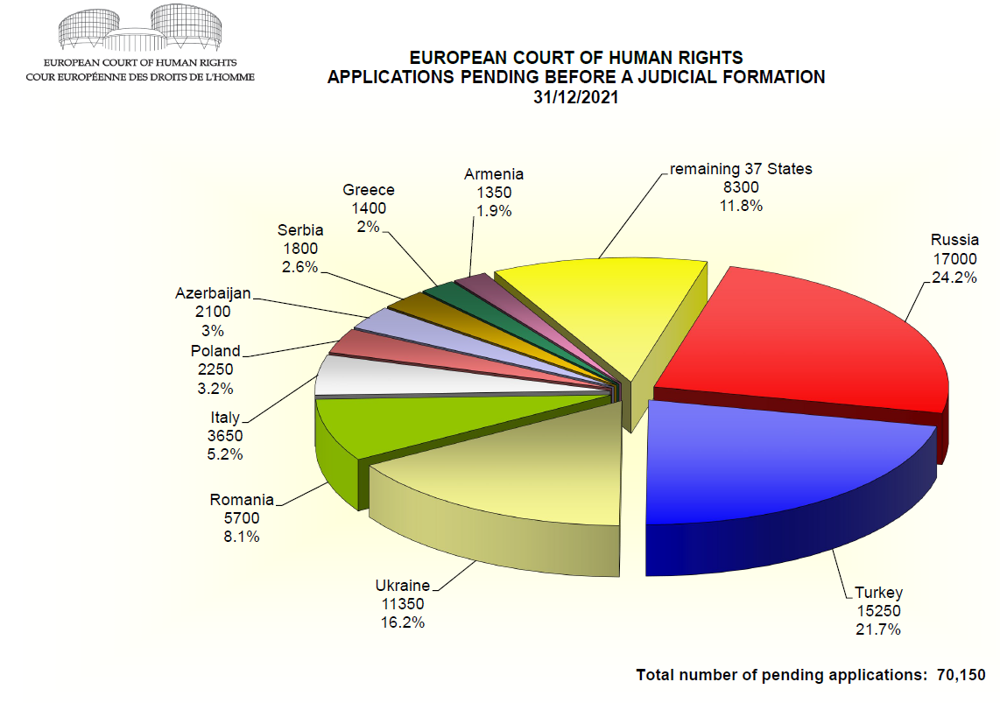 EUROPEAN COURT OF HUMAN RIGHTS
COUR EUROPÉENNE DES DROITS DE L'HOMME
EUROPEAN COURT OF HUMAN RIGHTS
APPLICATIONS PENDING BEFORE A JUDICIAL FORMATION
31/12/2021
remaining 37 States
8300
11.8%
Russia
17000
24.2%
Turkey
15250
21.7%
Ukraine
11350
16.2%
Romania
5700
8.1%
Italy
3650
5.2%
Poland
2250
3.2%
Azerbaijan
2100
3%
Serbia
1800
2.6%
Greece
1400
2%
Armenia
1350
1.9%
Total number of pending applications: 70,150